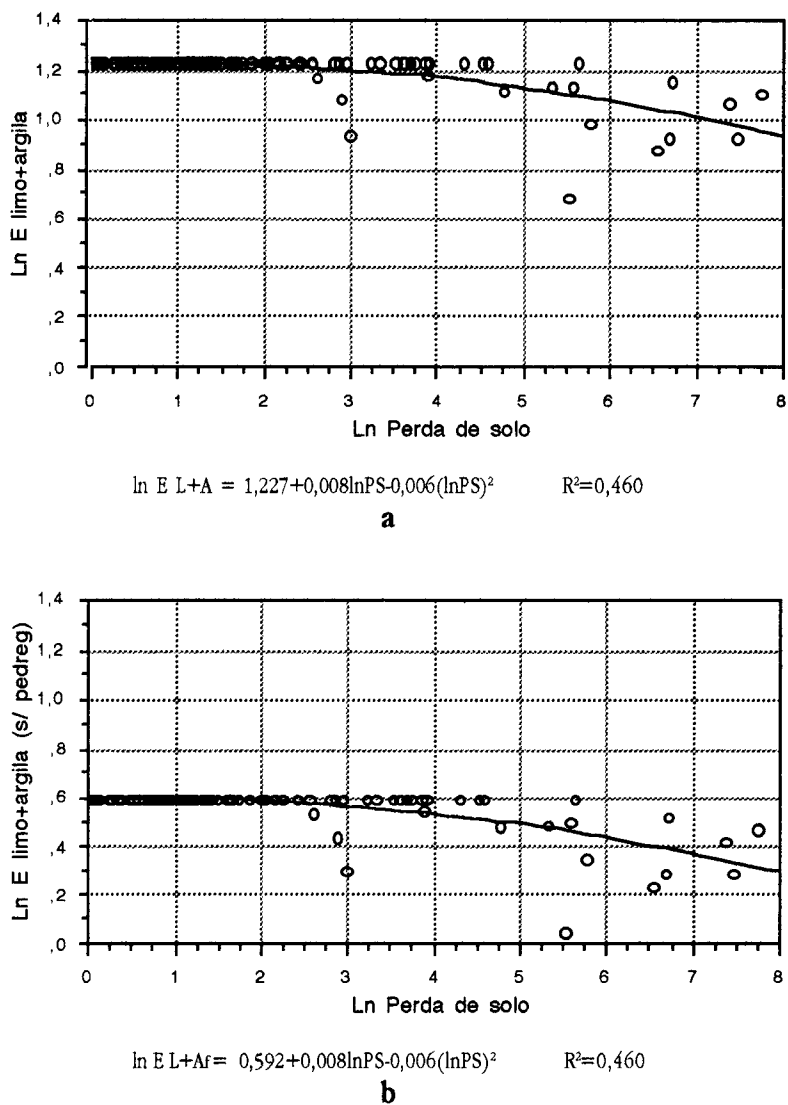 1,4
1,2
1,0
,8
,6
,4
,2
,0
Ln E limo+argila
0 1 2 3 4 5 6 7 8
Ln Perda de solo
ln E L+A = 1,227+0,008lnPS-0,006(lnPS)² R²=0,460
a
1,4
1,2
1,0
,8
,6
,4
,2
,0
Ln E limo+argila (s/ pedreg)
0 1 2 3 4 5 6 7 8
Ln Perda de solo
ln E L+Af= 0,592+0,008lnPS-0,006(lnPS)² R²=0,460
b